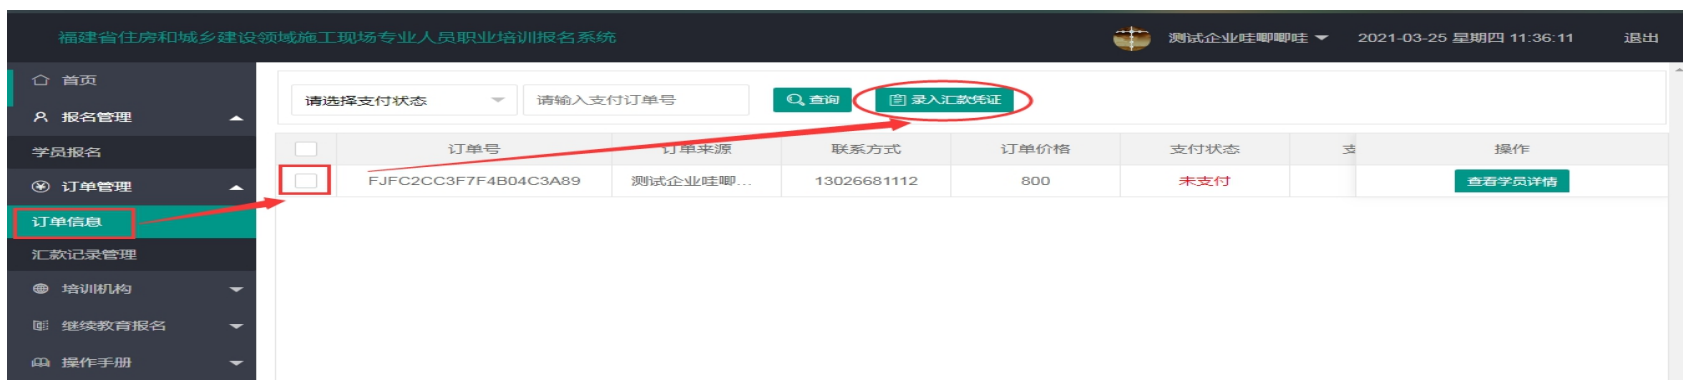 福建省住房和城乡建设领域施工现场专业人员职业培训报名系统 测试企业哇唧唧哇 2021-03-25 星期四 11:36:11 退出
首页
报名管理
学员报名
订单管理
订单信息
汇款记录管理
培训机构
继续教育报名
操作手册
请选择支付状态 请输入支付订单号 查询 录入汇款凭证
订单号 订单来源 联系方式 订单价格 支付状态 支 操作
FJFC2CC3F7F4B04C3A89 测试企业哇唧... 13026681112 800 未支付 查看学员详情